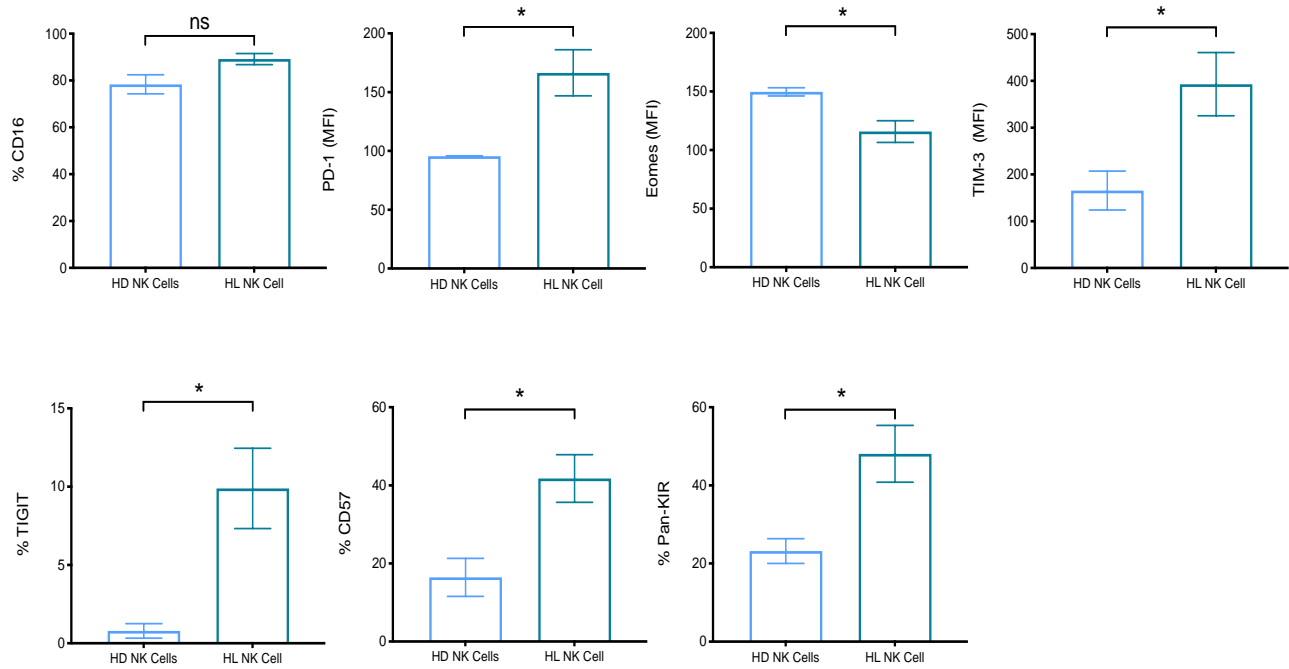 ns
% CD16
100
80
60
40
20
0
HD NK Cells
HL NK Cell
*
PD-1 (MFI)
200
150
100
50
0
HD NK Cells
HL NK Cell
*
Eomes (MFI)
200
150
100
50
0
HD NK Cells
HL NK Cell
*
TIM-3 (MFI)
500
400
300
200
100
0
HD NK Cells
HL NK Cell
*
% TIGIT
15
10
5
0
HD NK Cells
HL NK Cell
*
% CD57
60
40
20
0
HD NK Cells
HL NK Cell
*
% Pan-KIR
60
40
20
0
HD NK Cells
HL NK Cell